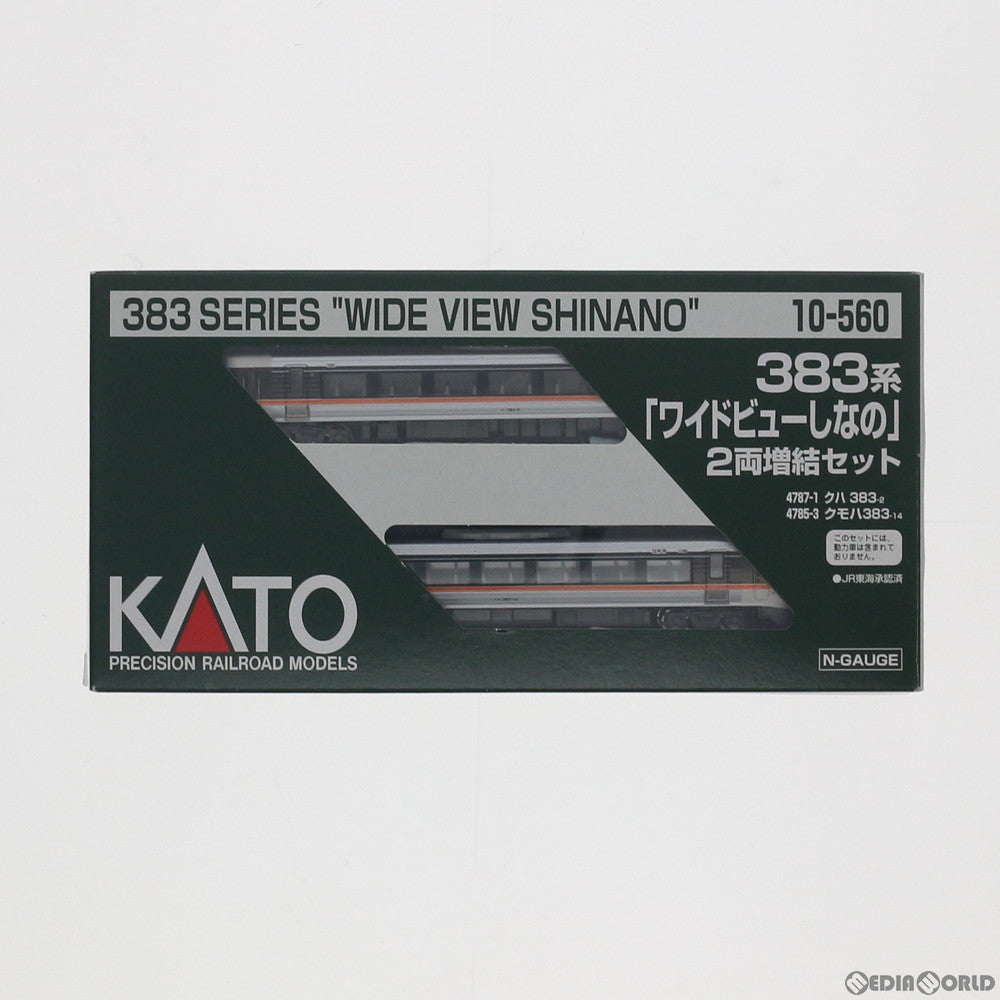 383 SERIES "WIDE VIEW SHINANO" 10-560
383系
「ワイドビューしなの」
2両増結セット
4787-1 クハ 383-2
4785-3 クモハ383-14
このセットには、
動力車は含まれて
おりません。
●JR東海承認済
KATO
PRECISION RAILROAD MODELS
N-GAUGE
MEDIAWORLD